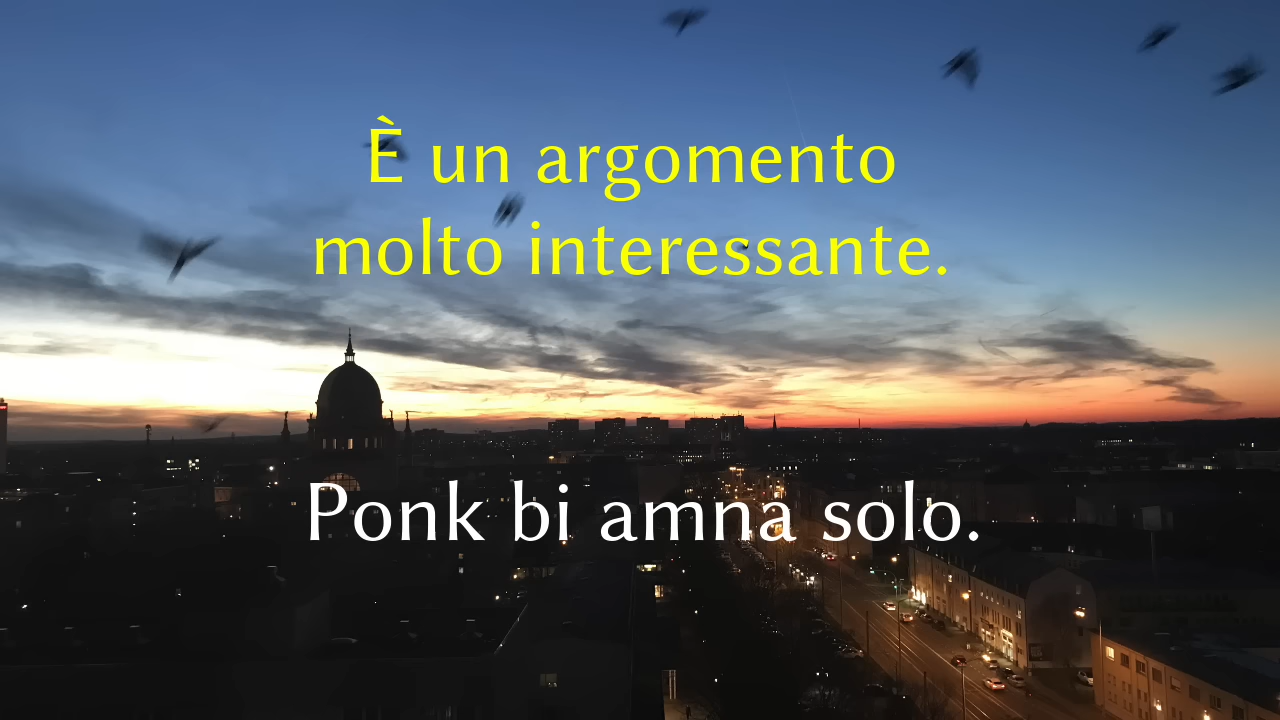 È un argomento
molto interessante.
Ponk bi amna solo.